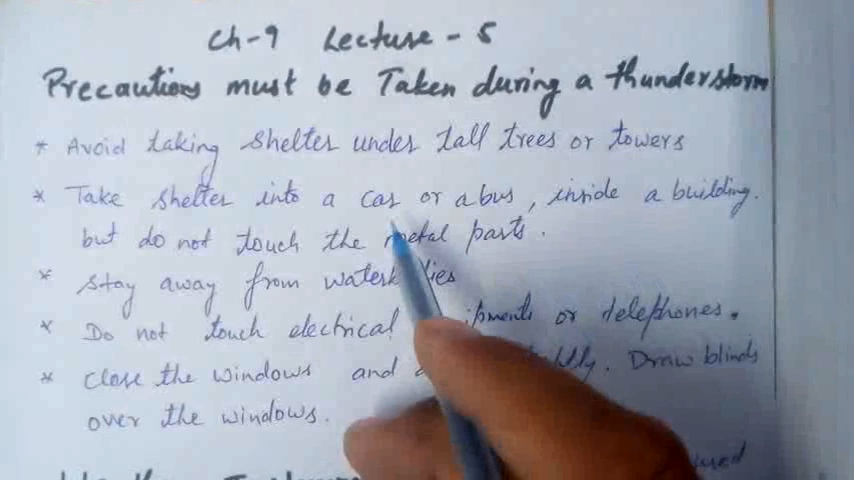 Ch-9 Lecture - 5
Precautions must be Taken during a thunderstorm
* Avoid taking shelter under tall trees or towers
* Take shelter into a car or a bus, inside a building.
but do not touch the metal parts.
* Stay away from
* Do not touch electrical or telephones.
* Close the windows and Draw blinds
over the windows.